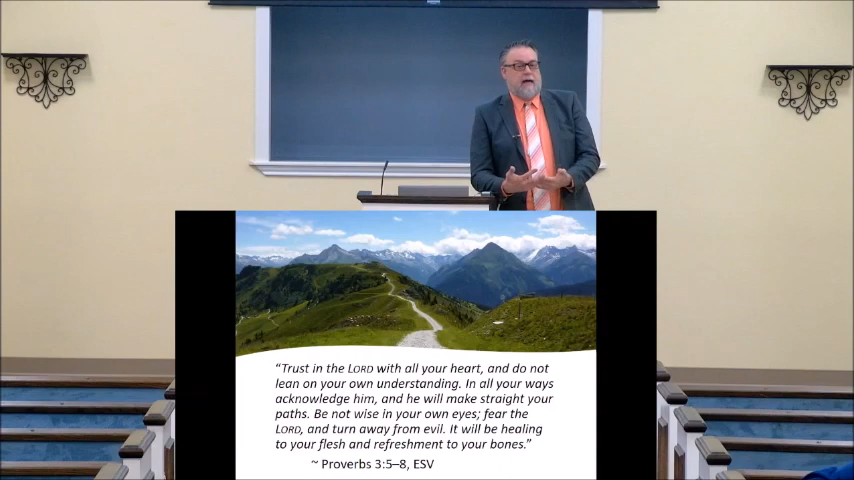 “Trust in the LORD with all your heart, and do not
lean on your own understanding. In all your ways
acknowledge him, and he will make straight your
paths. Be not wise in your own eyes; fear the
LORD, and turn away from evil. It will be healing
to your flesh and refreshment to your bones.”
~ Proverbs 3:5–8, ESV